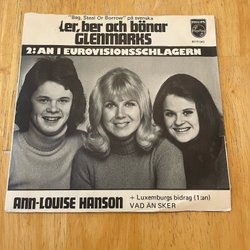 "Beg, Steal Or Borrow" på svenska
Ler, ber och bönar
GLENMARKS
PHILIPS
2:AN I EUROVISIONSSCHLAGERN
ANN-LOUISE HANSON
+ Luxemburgs bidrag (1:an)
VAD ÄN SKER